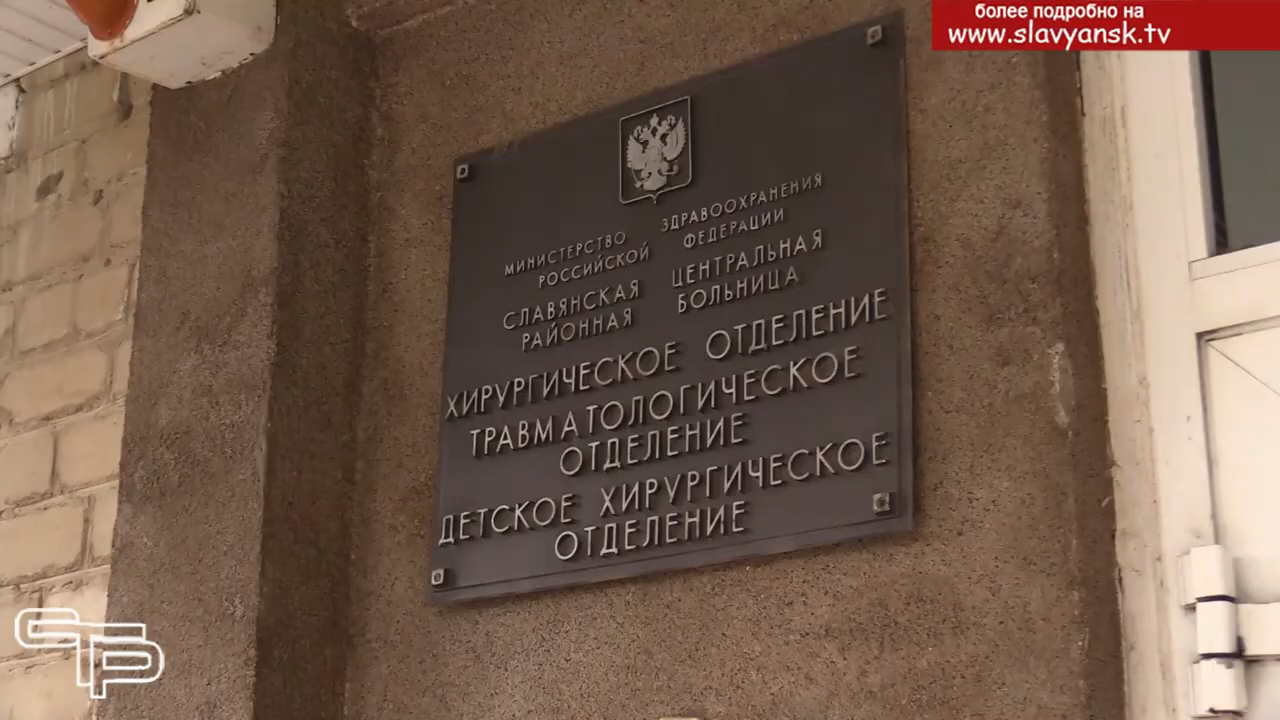 более подробно на
www.slavyansk.tv
МИНИСТЕРСТВО ЗДРАВООХРАНЕНИЯ
РОССИЙСКОЙ ФЕДЕРАЦИИ
СЛАВЯНСКАЯ ЦЕНТРАЛЬНАЯ
РАЙОННАЯ БОЛЬНИЦА
ХИРУРГИЧЕСКОЕ ОТДЕЛЕНИЕ
ТРАВМАТОЛОГИЧЕСКОЕ
ОТДЕЛЕНИЕ
ДЕТСКОЕ ХИРУРГИЧЕСКОЕ
ОТДЕЛЕНИЕ
СТР